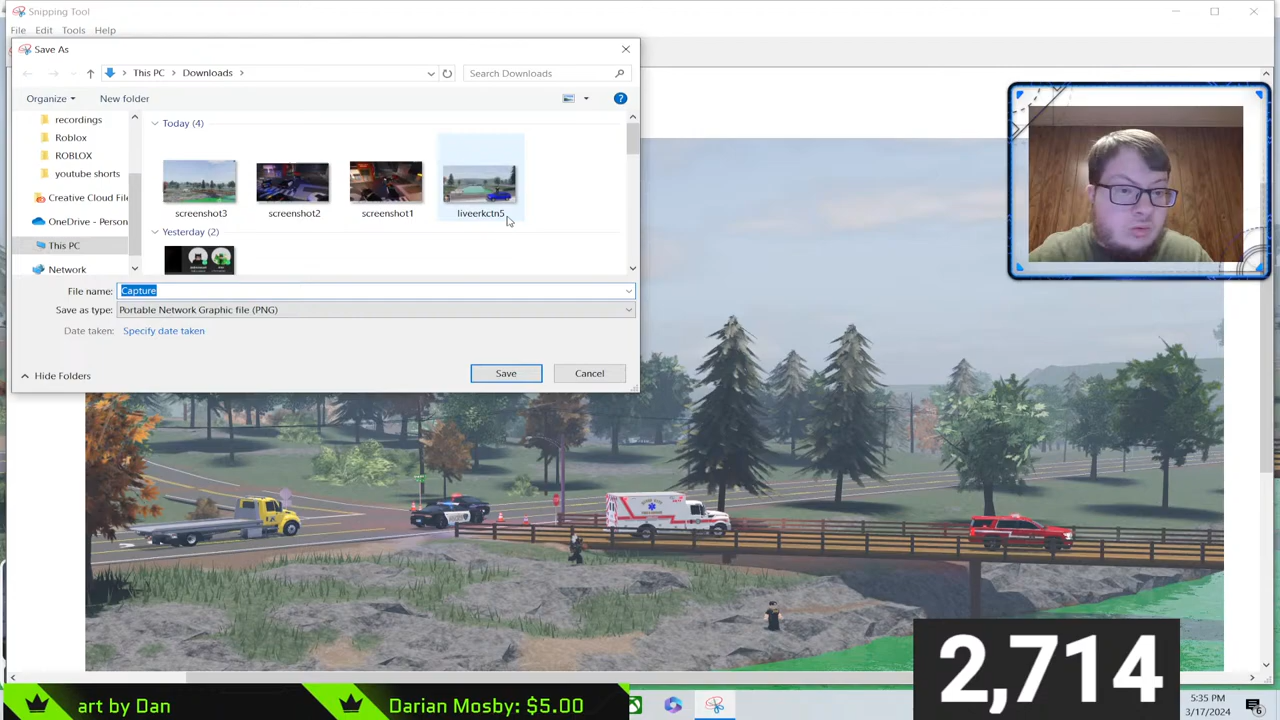 Snipping Tool
File Edit Tools Help
Save As
This PC Downloads
Search Downloads
Organize New folder
recordings
Roblox
ROBLOX
youtube shorts
Creative Cloud File
OneDrive - Person
This PC
Network
Today (4)
screenshot3 screenshot2 screenshot1 liveerkctn5
Yesterday (2)
File name: Capture
Save as type: Portable Network Graphic file (PNG)
Date taken: Specify date taken
Hide Folders
Save Cancel
2,714
art by Dan
Darian Mosby: $5.00
5:35 PM
3/17/2024
6